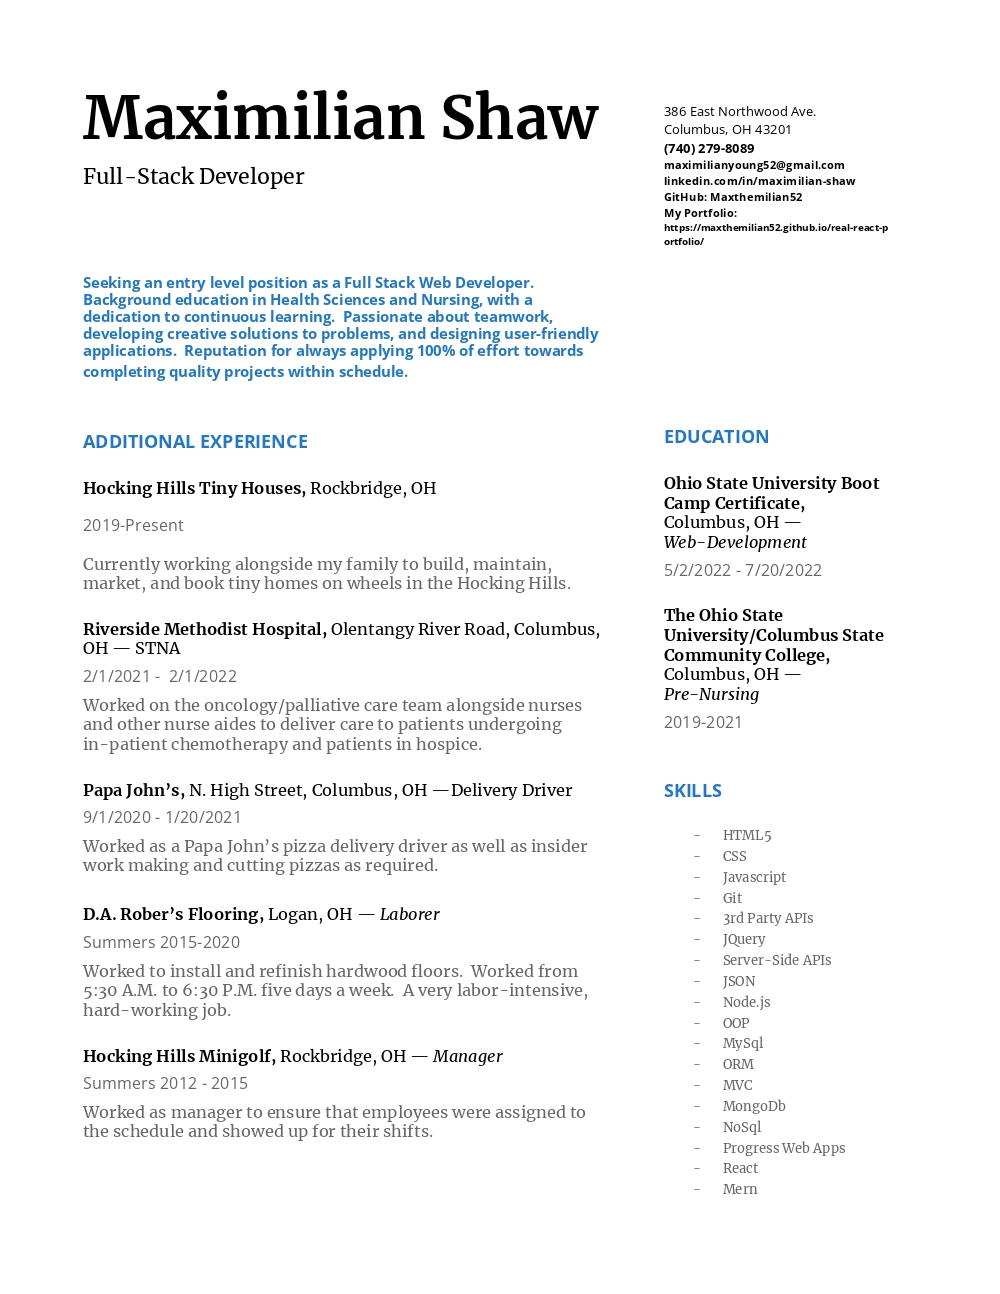 Maximilian Shaw
Full-Stack Developer
386 East Northwood Ave.
Columbus, OH 43201
(740) 279-8089
maximilianyoung52@gmail.com
linkedin.com/in/maximilian-shaw
GitHub: Maxthemilian52
My Portfolio:
https://maxthemilian52.github.io/real-react-p
ortfolio/
Seeking an entry level position as a Full Stack Web Developer.
Background education in Health Sciences and Nursing, with a
dedication to continuous learning.  Passionate about teamwork,
developing creative solutions to problems, and designing user-friendly
applications.  Reputation for always applying 100% of effort towards
completing quality projects within schedule.
ADDITIONAL EXPERIENCE
Hocking Hills Tiny Houses, Rockbridge, OH
2019-Present
Currently working alongside my family to build, maintain,
market, and book tiny homes on wheels in the Hocking Hills.
Riverside Methodist Hospital, Olentangy River Road, Columbus,
OH — STNA
2/1/2021 -  2/1/2022
Worked on the oncology/palliative care team alongside nurses
and other nurse aides to deliver care to patients undergoing
in-patient chemotherapy and patients in hospice.
Papa John’s, N. High Street, Columbus, OH —Delivery Driver
9/1/2020 - 1/20/2021
Worked as a Papa John’s pizza delivery driver as well as insider
work making and cutting pizzas as required.
D.A. Rober’s Flooring, Logan, OH — Laborer
Summers 2015-2020
Worked to install and refinish hardwood floors.  Worked from
5:30 A.M. to 6:30 P.M. five days a week.  A very labor-intensive,
hard-working job.
Hocking Hills Minigolf, Rockbridge, OH — Manager
Summers 2012 - 2015
Worked as manager to ensure that employees were assigned to
the schedule and showed up for their shifts.
EDUCATION
Ohio State University Boot
Camp Certificate,
Columbus, OH —
Web-Development
5/2/2022 - 7/20/2022
The Ohio State
University/Columbus State
Community College,
Columbus, OH —
Pre-Nursing
2019-2021
SKILLS
- HTML5
- CSS
- Javascript
- Git
- 3rd Party APIs
- JQuery
- Server-Side APIs
- JSON
- Node.js
- OOP
- MySql
- ORM
- MVC
- MongoDb
- NoSql
- Progress Web Apps
- React
- Mern